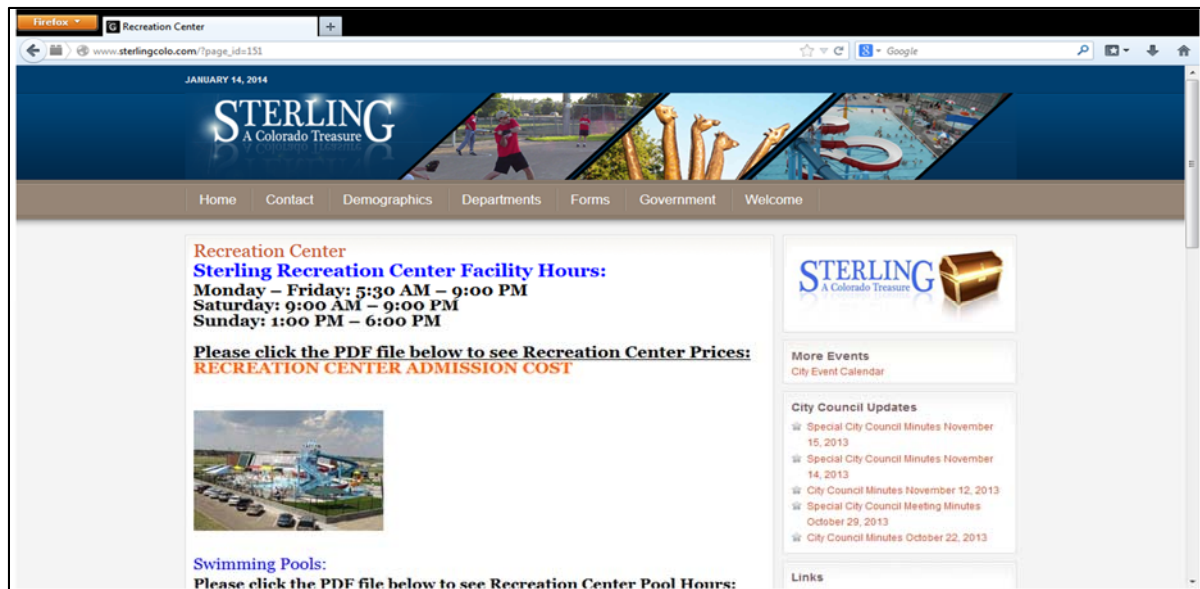 Firefox
Recreation Center
www.sterlingcolo.com/?page_id=151
Google
JANUARY 14, 2014
STERLING
A Colorado Treasure
Home Contact Demographics Departments Forms Government Welcome
Recreation Center
Sterling Recreation Center Facility Hours:
Monday – Friday: 5:30 AM – 9:00 PM
Saturday: 9:00 AM – 9:00 PM
Sunday: 1:00 PM – 6:00 PM
Please click the PDF file below to see Recreation Center Prices:
RECREATION CENTER ADMISSION COST
Swimming Pools:
Please click the PDF file below to see Recreation Center Pool Hours:
STERLING
A Colorado Treasure
More Events
City Event Calendar
City Council Updates
Special City Council Minutes November
15, 2013
Special City Council Minutes November
14, 2013
City Council Minutes November 12, 2013
Special City Council Meeting Minutes
October 29, 2013
City Council Minutes October 22, 2013
Links